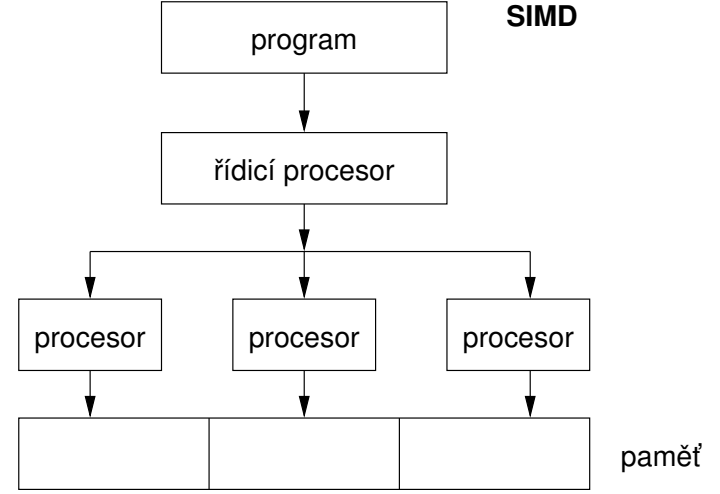 SIMD
program
řídicí procesor
procesor procesor procesor
paměť